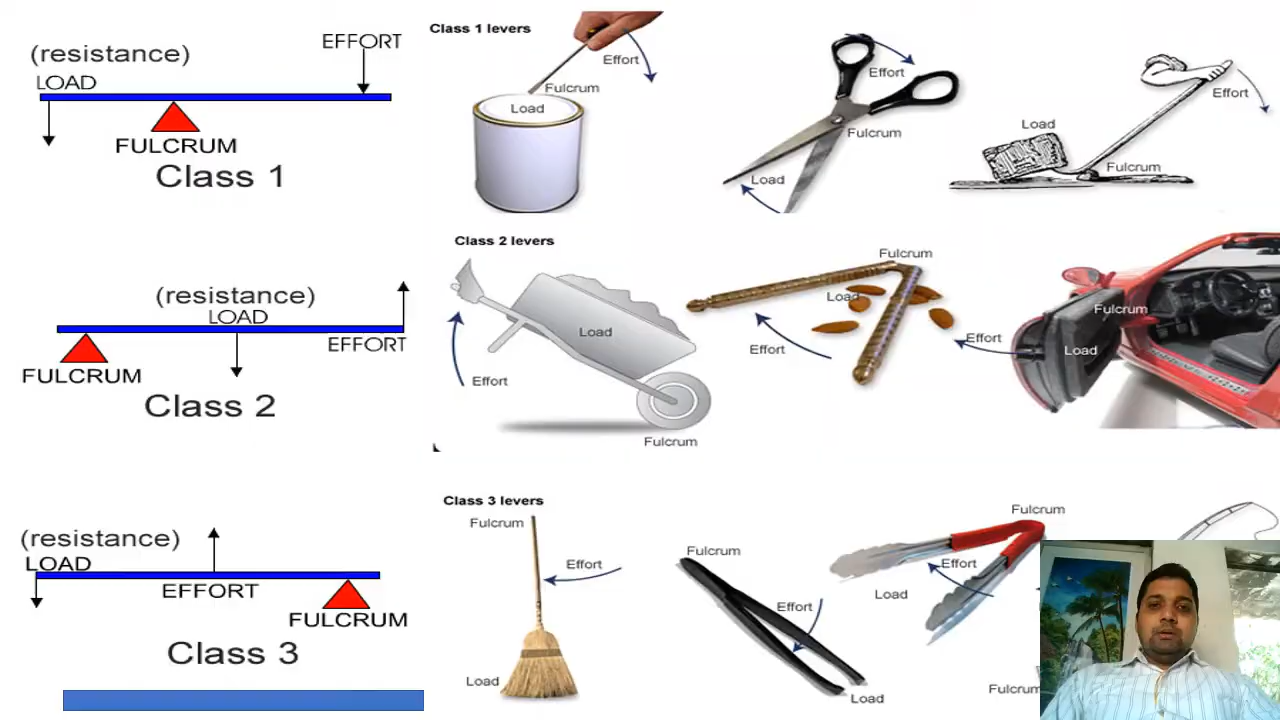 (resistance)
LOAD
EFFORT
FULCRUM
Class 1
Class 1 levers
Effort
Fulcrum
Load
Effort
Fulcrum
Load
Load
Effort
Fulcrum
(resistance)
LOAD
EFFORT
FULCRUM
Class 2
Class 2 levers
Load
Effort
Fulcrum
Fulcrum
Load
Effort
Fulcrum
Effort
Load
(resistance)
LOAD
EFFORT
FULCRUM
Class 3
Class 3 levers
Fulcrum
Effort
Load
Fulcrum
Effort
Load
Fulcrum
Effort
Load
Fulcrum